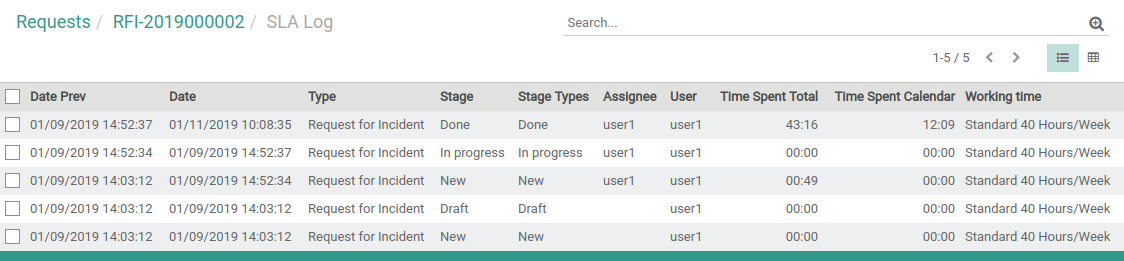 Requests / RFI-2019000002 / SLA Log
Search...
1-5 / 5
Date Prev Date Type Stage Stage Types Assignee User Time Spent Total Time Spent Calendar Working time
01/09/2019 14:52:37 01/11/2019 10:08:35 Request for Incident Done Done user1 user1 43:16 12:09 Standard 40 Hours/Week
01/09/2019 14:52:34 01/09/2019 14:52:37 Request for Incident In progress In progress user1 user1 00:00 00:00 Standard 40 Hours/Week
01/09/2019 14:03:12 01/09/2019 14:52:34 Request for Incident New New user1 user1 00:49 00:00 Standard 40 Hours/Week
01/09/2019 14:03:12 01/09/2019 14:03:12 Request for Incident Draft Draft user1 00:00 00:00 Standard 40 Hours/Week
01/09/2019 14:03:12 01/09/2019 14:03:12 Request for Incident New New user1 00:00 00:00 Standard 40 Hours/Week